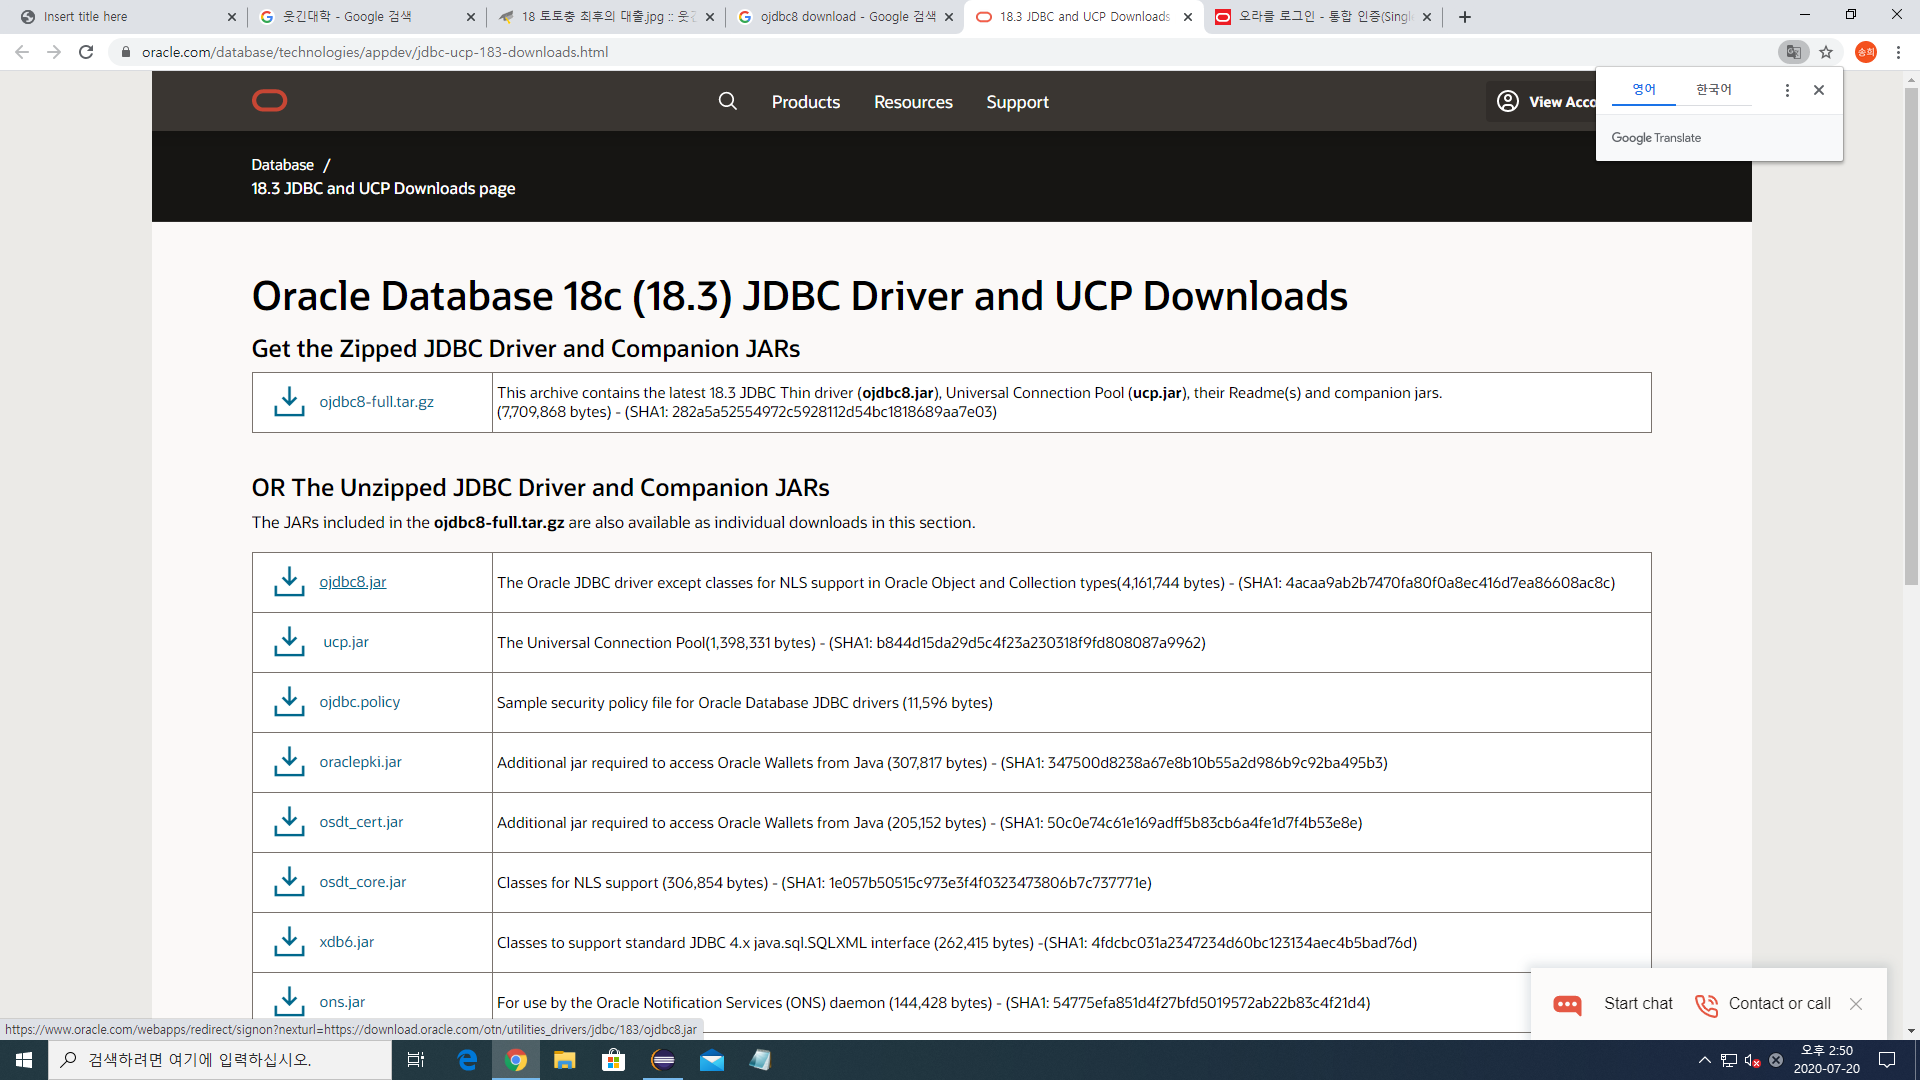 Insert title here
웃긴대학 - Google 검색
18 토토충 최후의 대출.jpg :: 웃긴
ojdbc8 download - Google 검색
18.3 JDBC and UCP Downloads
오라클 로그인 - 통합 인증(Singl
oracle.com/database/technologies/appdev/jdbc-ucp-183-downloads.html
송희
영어
한국어
Google Translate
Products
Resources
Support
View Acco
Database /
18.3 JDBC and UCP Downloads page
Oracle Database 18c (18.3) JDBC Driver and UCP Downloads
Get the Zipped JDBC Driver and Companion JARs
ojdbc8-full.tar.gz
This archive contains the latest 18.3 JDBC Thin driver (ojdbc8.jar), Universal Connection Pool (ucp.jar), their Readme(s) and companion jars.
(7,709,868 bytes) - (SHA1: 282a5a52554972c5928112d54bc1818689aa7e03)
OR The Unzipped JDBC Driver and Companion JARs
The JARs included in the ojdbc8-full.tar.gz are also available as individual downloads in this section.
ojdbc8.jar
The Oracle JDBC driver except classes for NLS support in Oracle Object and Collection types(4,161,744 bytes) - (SHA1: 4acaa9ab2b7470fa80f0a8ec416d7ea86608ac8c)
ucp.jar
The Universal Connection Pool(1,398,331 bytes) - (SHA1: b844d15da29d5c4f23a230318f9fd808087a9962)
ojdbc.policy
Sample security policy file for Oracle Database JDBC drivers (11,596 bytes)
oraclepki.jar
Additional jar required to access Oracle Wallets from Java (307,817 bytes) - (SHA1: 347500d8238a67e8b10b55a2d986b9c92ba495b3)
osdt_cert.jar
Additional jar required to access Oracle Wallets from Java (205,152 bytes) - (SHA1: 50c0e74c61e169adff5b83cb6a4fe1d7f4b53e8e)
osdt_core.jar
Classes for NLS support (306,854 bytes) - (SHA1: 1e057b50515c973e3f4f0323473806b7c737771e)
xdb6.jar
Classes to support standard JDBC 4.x java.sql.SQLXML interface (262,415 bytes) -(SHA1: 4fdcbc031a2347234d60bc123134aec4b5bad76d)
ons.jar
For use by the Oracle Notification Services (ONS) daemon (144,428 bytes) - (SHA1: 54775efa851d4f27bfd5019572ab22b83c4f21d4)
Start chat
Contact or call
https://www.oracle.com/webapps/redirect/signon?nexturl=https://download.oracle.com/otn/utilities_drivers/jdbc/183/ojdbc8.jar
검색하려면 여기에 입력하십시오.
오후 2:50
2020-07-20